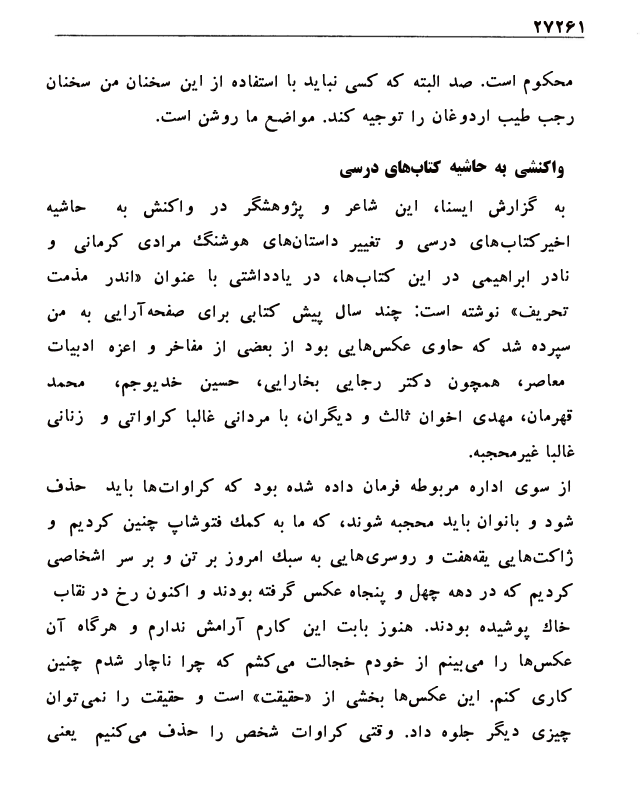 ۲۷۲۶۱
محکوم است. صد البته که کسی نباید با استفاده از این سخنان من سخنان
رجب طیب اردوغان را توجیه کند. مواضع ما روشن است.
واکنشی به حاشیه کتاب‌های درسی
به گزارش ایسنا، این شاعر و پژوهشگر در واکنش به حاشیه
اخیرکتاب‌های درسی و تغییر داستان‌های هوشنگ مرادی کرمانی و
نادر ابراهیمی در این کتاب‌ها، در یادداشتی با عنوان «اندر مذمت
تحریف» نوشته است: چند سال پیش کتابی برای صفحه‌آرایی به من
سپرده شد که حاوی عکس‌هایی بود از بعضی از مفاخر و اعزه ادبیات
معاصر، همچون دکتر رجایی بخارایی، حسین خدیوجم، محمد
قهرمان، مهدی اخوان ثالث و دیگران، با مردانی غالبا کراواتی و زنانی
غالبا غیرمحجبه.
از سوی اداره مربوطه فرمان داده شده بود که کراوات‌ها باید حذف
شود و بانوان باید محجبه شوند، که ما به کمك فتوشاپ چنین کردیم و
ژاکت‌هایی یقه‌هفت و روسری‌هایی به سبك امروز بر تن و بر سر اشخاصی
کردیم که در دهه چهل و پنجاه عکس گرفته بودند و اکنون رخ در نقاب
خاك پوشیده بودند. هنوز بابت این کارم آرامش ندارم و هرگاه آن
عکس‌ها را می‌بینم از خودم خجالت می‌کشم که چرا ناچار شدم چنین
کاری کنم. این عکس‌ها بخشی از «حقیقت» است و حقیقت را نمی‌توان
چیزی دیگر جلوه داد. وقتی کراوات شخص را حذف می‌کنیم یعنی